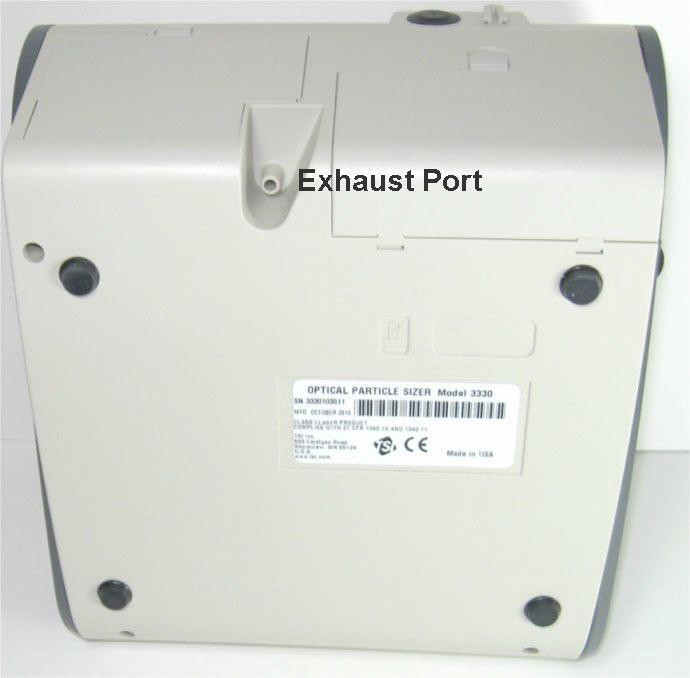 Exhaust Port
OPTICAL PARTICLE SIZER Model 3330
SN 3330103511
MFD OCTOBER 2010
CLASS I LASER PRODUCT
COMPLIES WITH 21 CFR 1040.10 AND 1040.11
TSI Inc.
500 Cardigan Road
Shoreview, MN 55126
U.S.A.
www.tsi.com
TSI CE
Made in USA